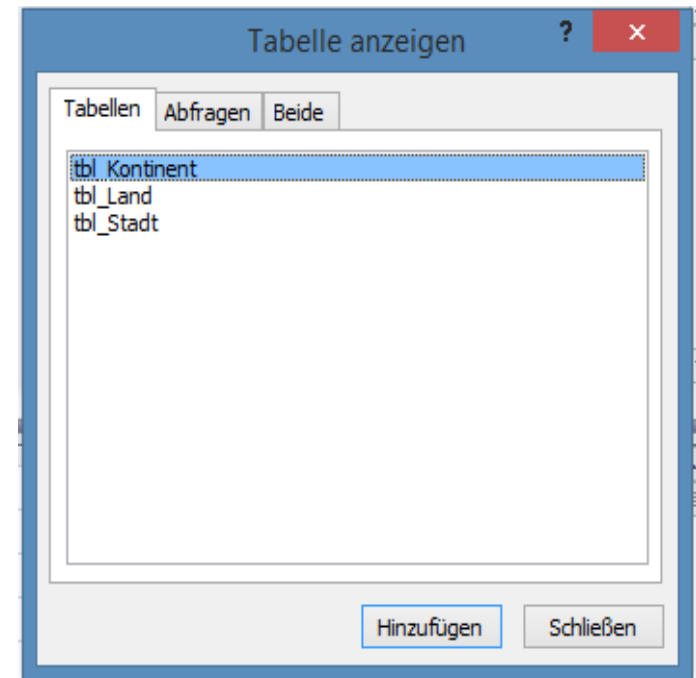 Tabelle anzeigen ?
Tabellen Abfragen Beide
tbl_Kontinent
tbl_Land
tbl_Stadt
Hinzufügen Schließen